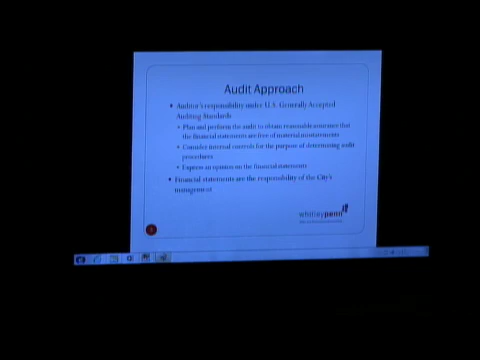 Audit Approach
• Auditor's responsibility under U.S. Generally Accepted
Auditing Standards
• Plan and perform the audit to obtain reasonable assurance that
the financial statements are free of material misstatements
• Consider internal controls for the purpose of determining audit
procedures
• Express an opinion on the financial statements
• Financial statements are the responsibility of the City's
management
whitleypenn